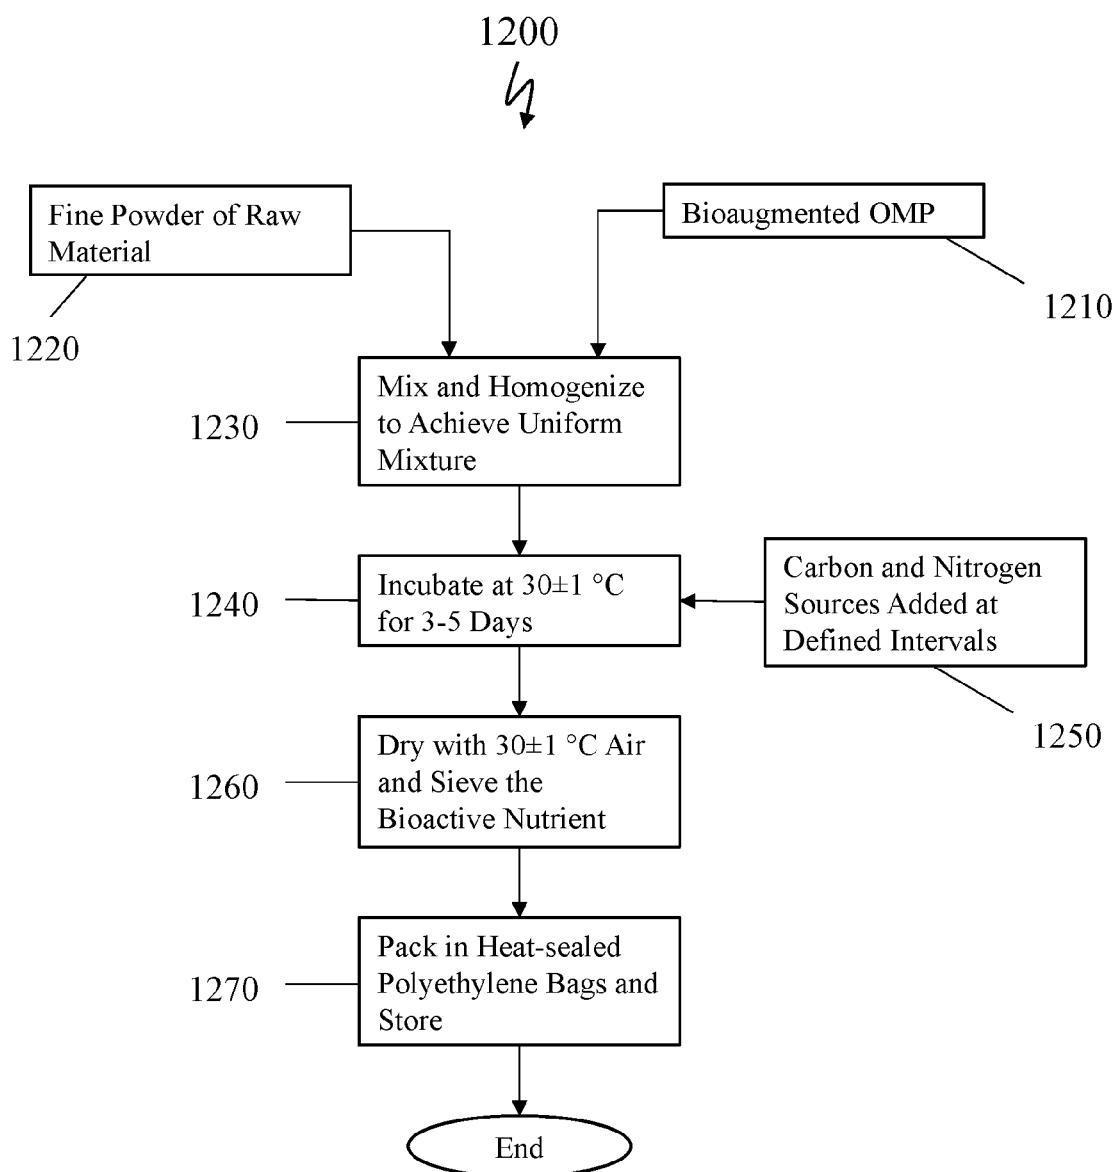 1200
Fine Powder of Raw
Material
1220
Bioaugmented OMP
1210
Mix and Homogenize
to Achieve Uniform
Mixture
1230
Incubate at 30±1 °C
for 3-5 Days
1240
Carbon and Nitrogen
Sources Added at
Defined Intervals
1250
Dry with 30±1 °C Air
and Sieve the
Bioactive Nutrient
1260
Pack in Heat-sealed
Polyethylene Bags and
Store
1270
End